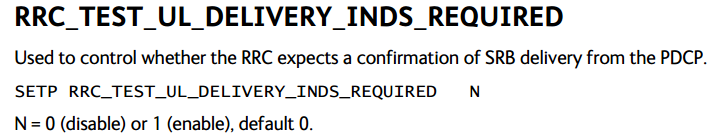 RRC_TEST_UL_DELIVERY_INDS_REQUIRED
Used to control whether the RRC expects a confirmation of SRB delivery from the PDCP.
SETP RRC_TEST_UL_DELIVERY_INDS_REQUIRED N
N = 0 (disable) or 1 (enable), default 0.